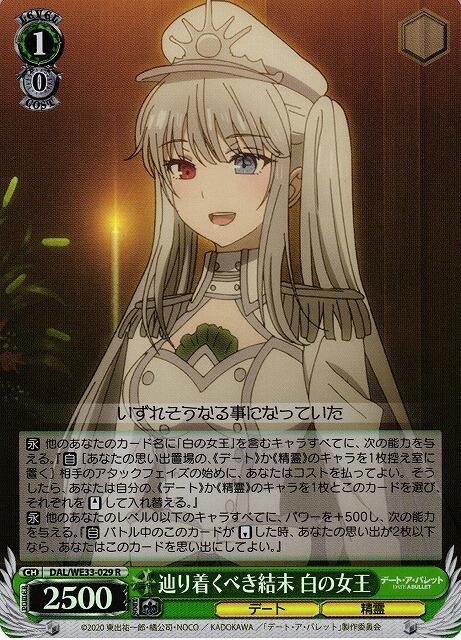 LEVEL
1
0
COST
いずれそうなる事になっていた
永 他のあなたのカード名に「白の女王」を含むキャラすべてに、次の能力を与
える。『自 [あなたの思い出置場の、《デート》か《精霊》のキャラを1枚控え室に
置く] 相手のアタックフェイズの始めに、あなたはコストを払ってよい。そう
したら、あなたは自分の、《デート》か《精霊》のキャラを1枚とこのカードを選び、
それぞれを して入れ替える。』
永 他のあなたのレベル0以下のキャラすべてに、パワーを+500し、次の能力
を与える。『自 バトル中のこのカードが した時、あなたの思い出が2枚以下
なら、あなたはこのカードを思い出にしてよい。』
CH DAL/WE33-029 R
POWER
2500
辿り着くべき結末 白の女王
デート・ア・バレット
DATE A BULLET
デート
精霊
©2020 東出祐一郎・橘公司・NOCO / KADOKAWA /「デート・ア・バレット」製作委員会